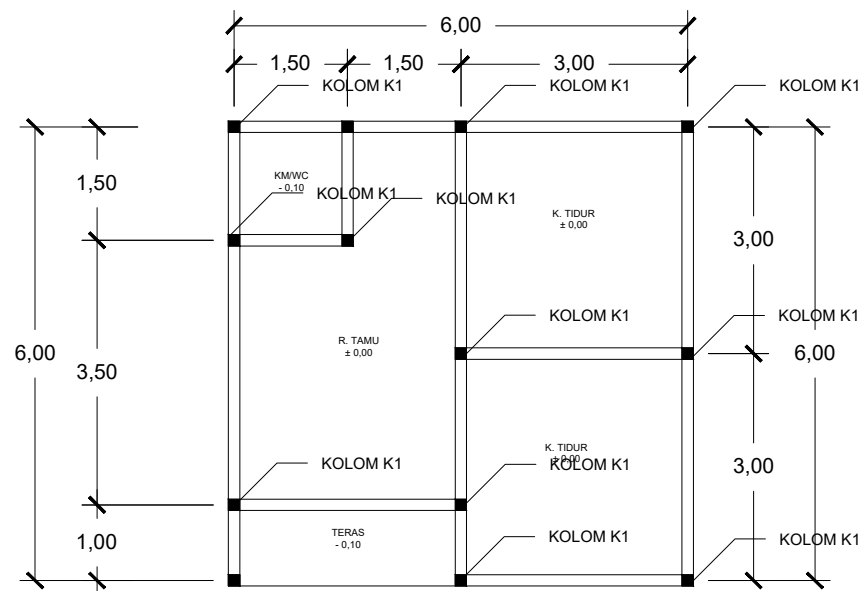 6,00
1,50 1,50 3,00
KOLOM K1 KOLOM K1 KOLOM K1
1,50
KM/WC
- 0,10
KOLOM K1 KOLOM K1
K. TIDUR
± 0,00
3,00
KOLOM K1 KOLOM K1
R. TAMU
± 0,00
6,00 3,50 6,00
K. TIDUR
± 0,00
KOLOM K1 KOLOM K1
3,00
TERAS
- 0,10
1,00
KOLOM K1 KOLOM K1